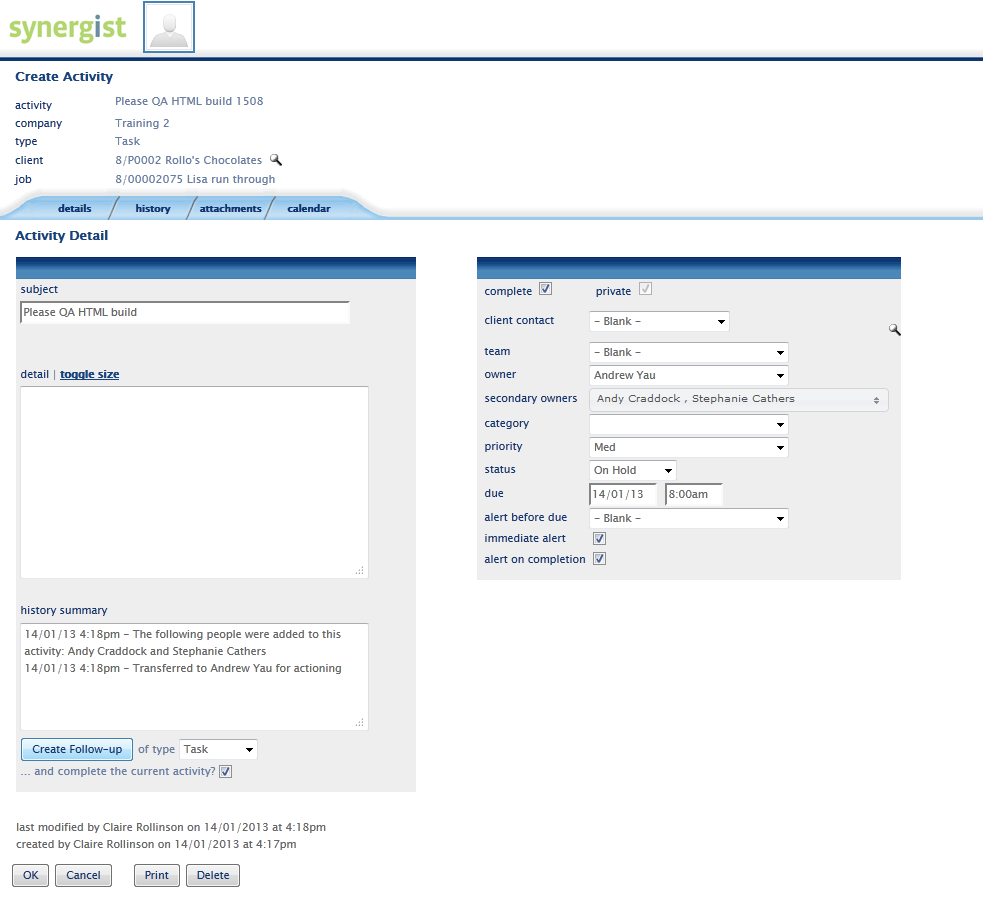 synergist
Create Activity
activity Please QA HTML build 1508
company Training 2
type Task
client 8/P0002 Rollo's Chocolates
job 8/00002075 Lisa run through
details history attachments calendar
Activity Detail
subject
Please QA HTML build
detail | toggle size
history summary
14/01/13 4:18pm – The following people were added to this
activity: Andy Craddock and Stephanie Cathers
14/01/13 4:18pm – Transferred to Andrew Yau for actioning
Create Follow-up of type Task
... and complete the current activity?
complete private
client contact – Blank –
team – Blank –
owner Andrew Yau
secondary owners Andy Craddock , Stephanie Cathers
category
priority Med
status On Hold
due 14/01/13 8:00am
alert before due – Blank –
immediate alert
alert on completion
last modified by Claire Rollinson on 14/01/2013 at 4:18pm
created by Claire Rollinson on 14/01/2013 at 4:17pm
OK Cancel Print Delete